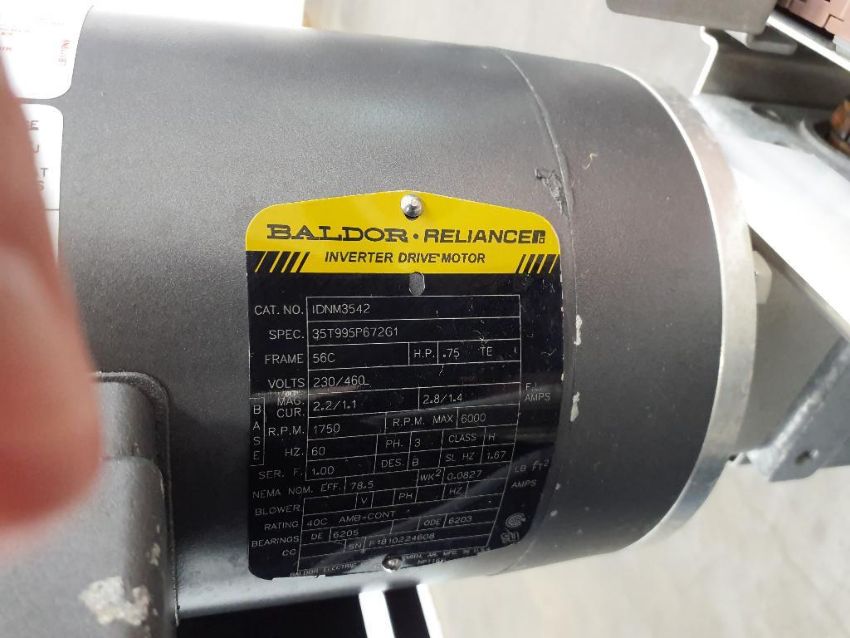 BALDOR · RELIANCE
INVERTER DRIVE MOTOR
CAT. NO. IDNM3542
SPEC. 35T995P672G1
FRAME 56C H.P. .75 TE
VOLTS 230/460
MAG. CUR. 2.2/1.1 2.8/1.4 F.L. AMPS
BASE R.P.M. 1750 R.P.M. MAX 6000
HZ. 60 PH. 3 CLASS H
SER. F. 1.00 DES. B SL HZ 1.67
NEMA NOM. EFF. 78.5 WK2 0.0827 LB FT2
BLOWER V PH HZ AMPS
RATING 40C AMB-CONT
BEARINGS DE 6205 ODE 6203
CC SN F1810224608
BALDOR ELECTRIC